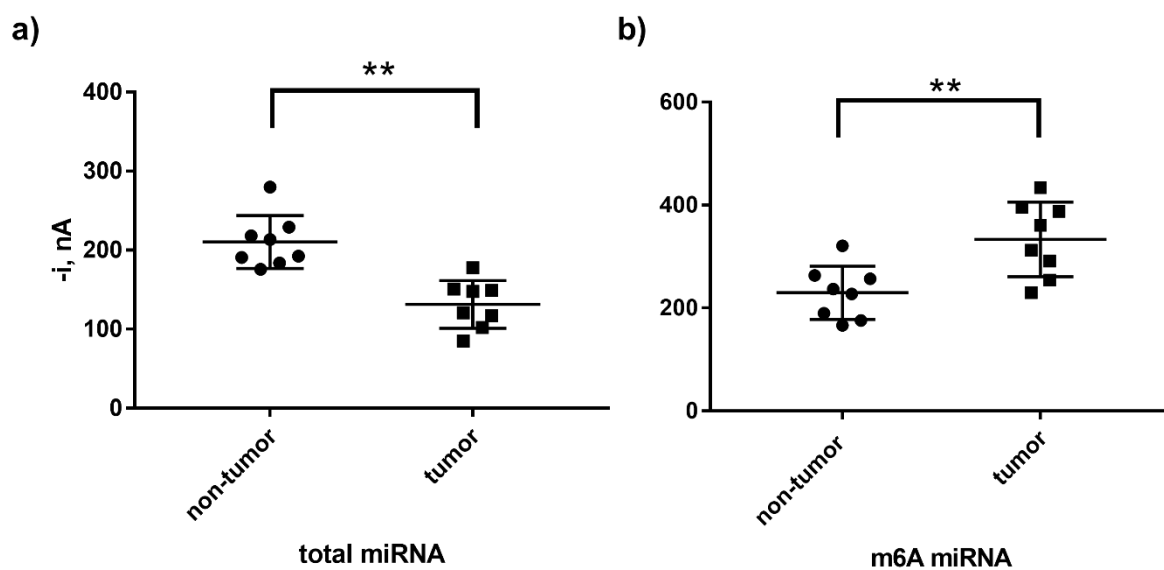 a)
**
400
300
200
100
0
-i, nA
non-tumor
tumor
total miRNA
b)
**
600
400
200
0
non-tumor
tumor
m6A miRNA